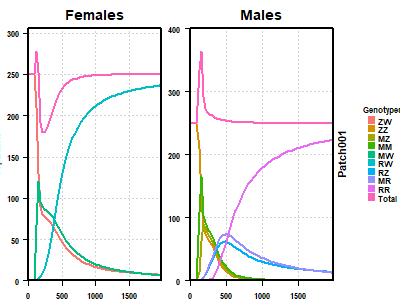 Females
Males
300
250
200
150
100
50
0
0
500
1000
1500
400
300
200
100
0
0
500
1000
1500
Patch001
Genotypes
ZW
ZZ
MZ
MM
MW
RW
RZ
MR
RR
Total